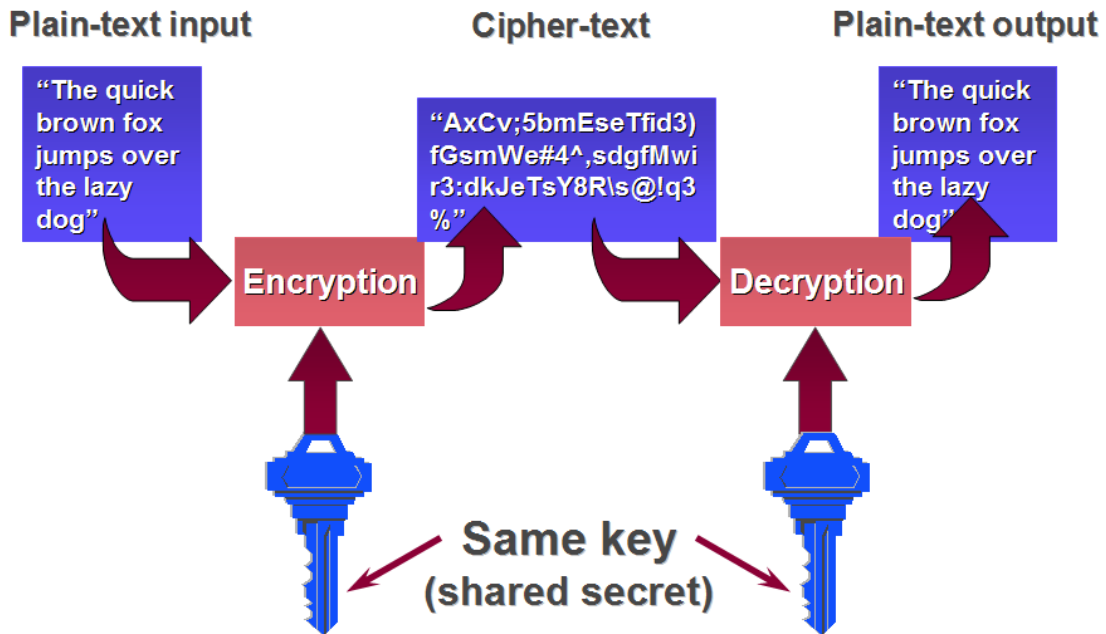 Plain-text input
Cipher-text
Plain-text output
“The quick
brown fox
jumps over
the lazy
dog”
“AxCv;5bmEseTfid3)
fGsmWe#4^,sdgfMwi
r3:dkJeTsY8R\s@!q3
%”
“The quick
brown fox
jumps over
the lazy
dog”
Encryption
Decryption
Same key
(shared secret)